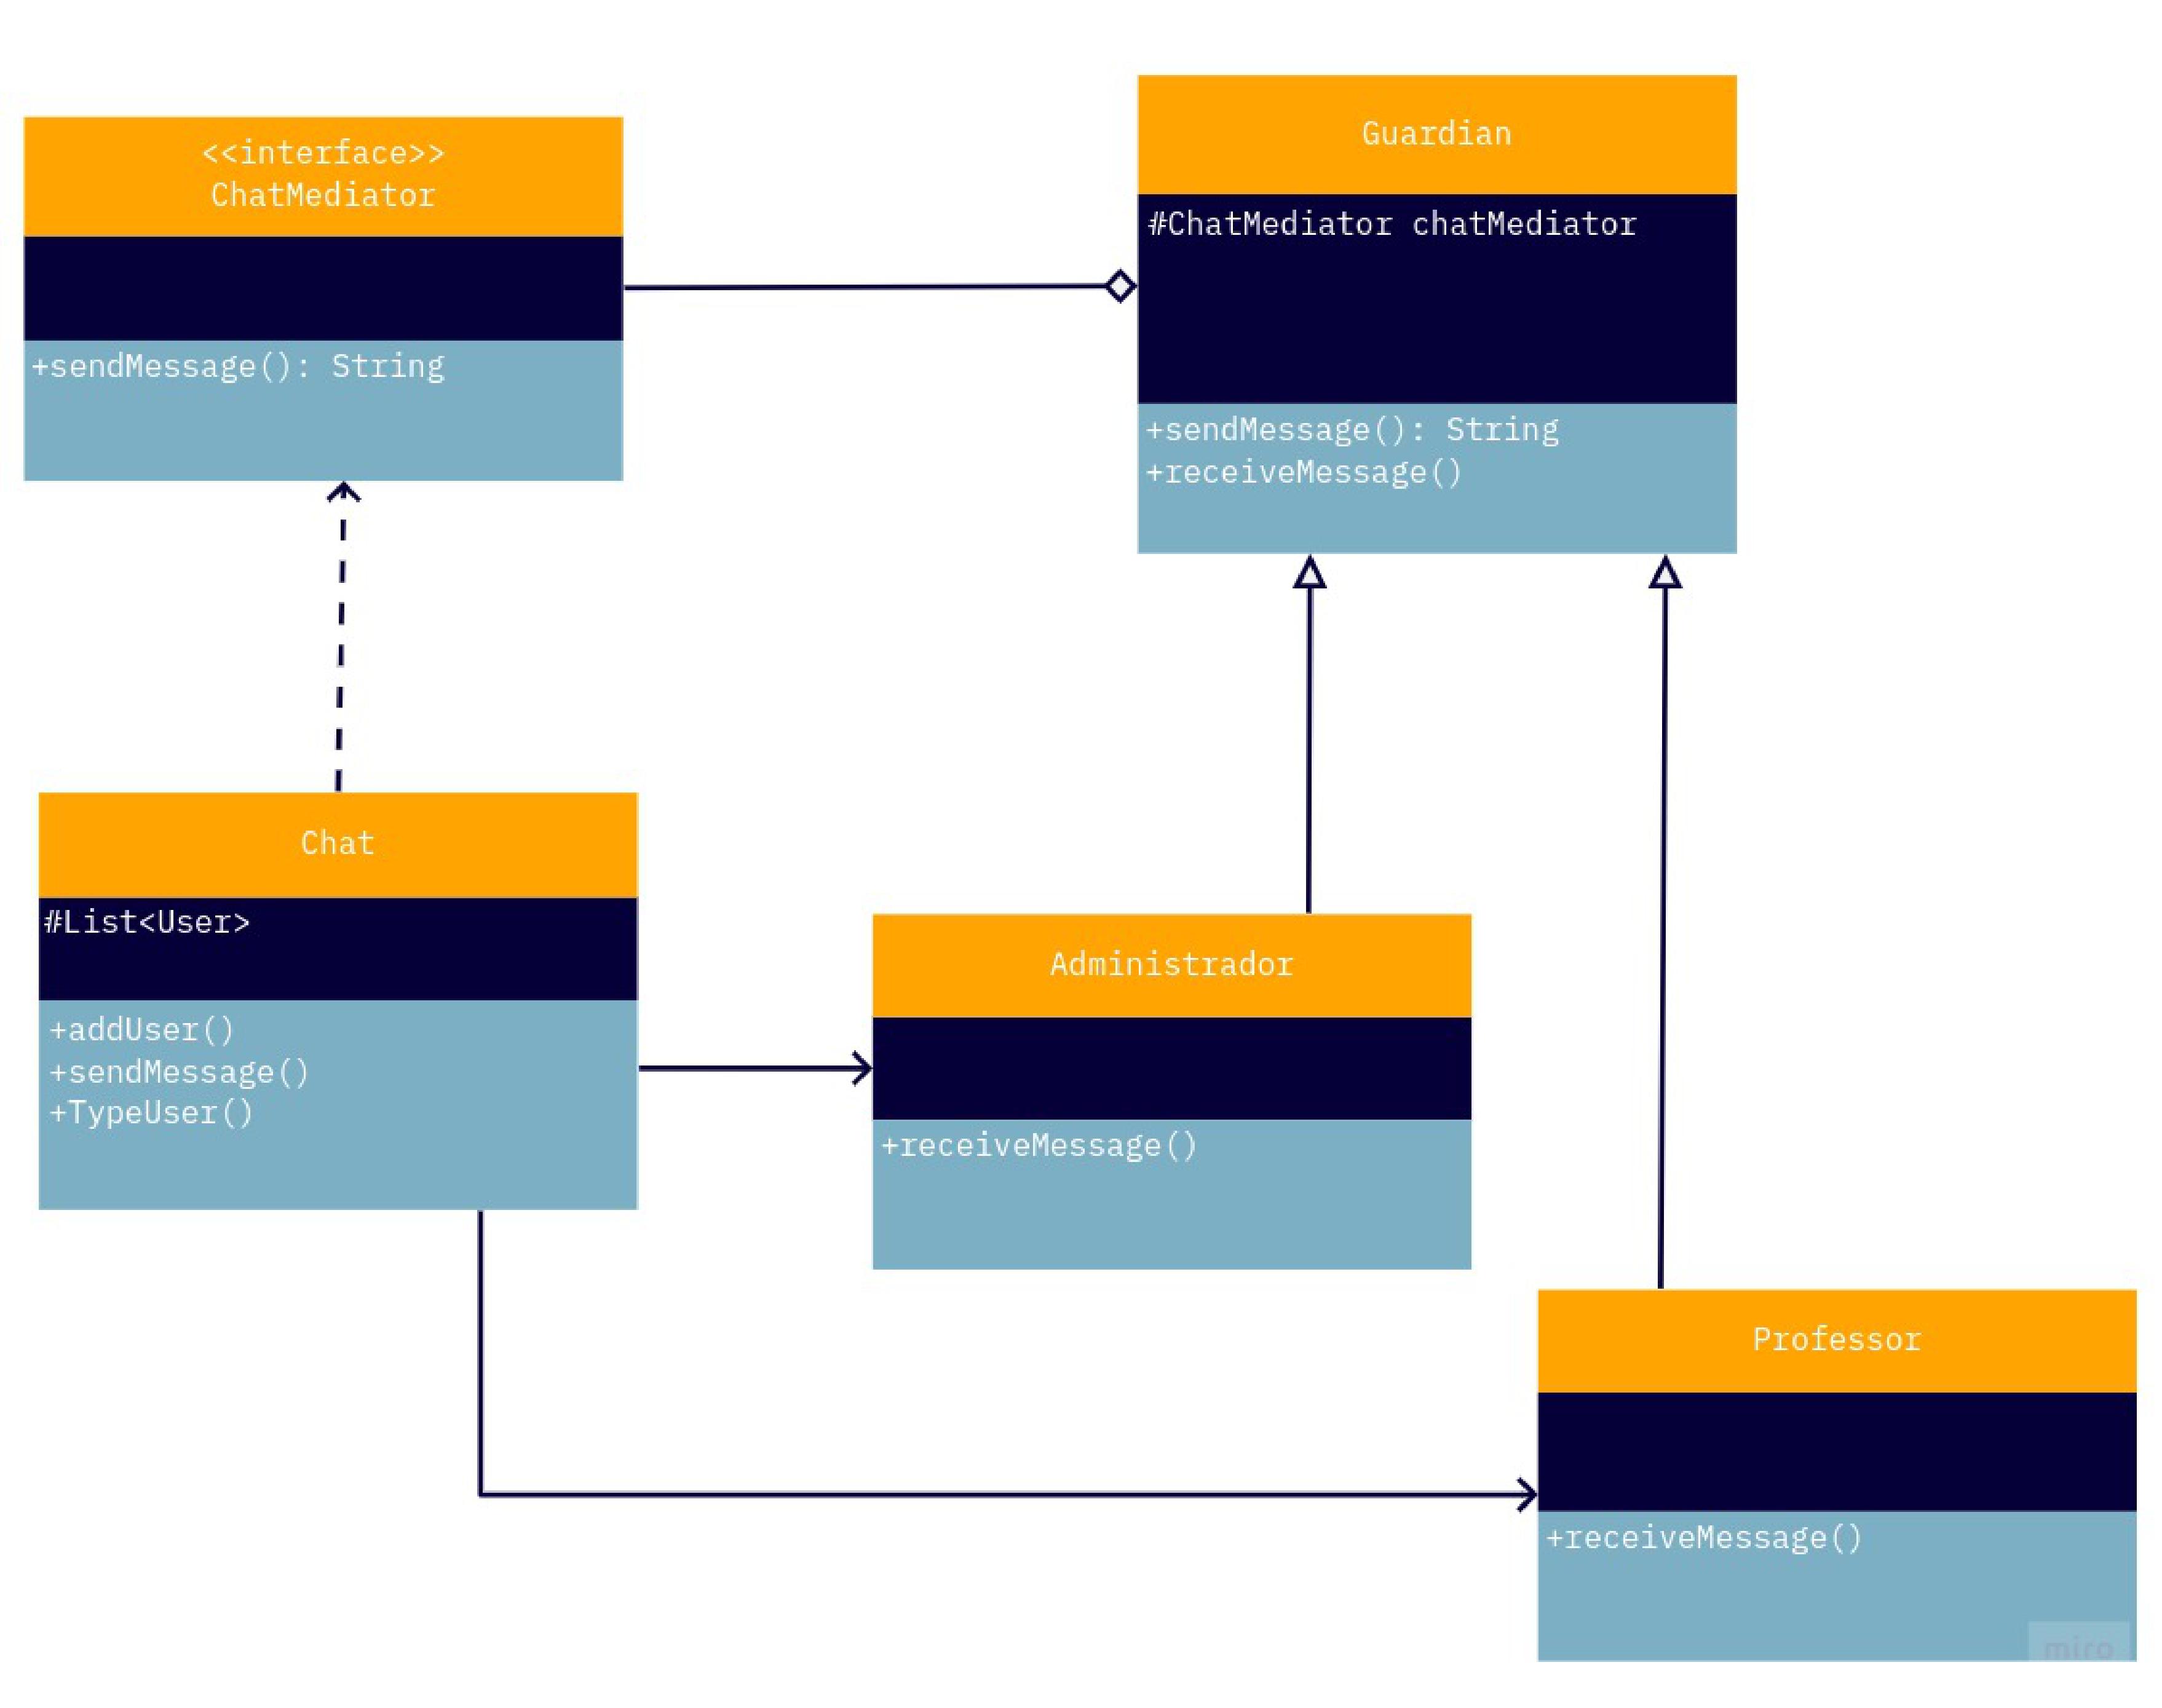 <<interface>>
ChatMediator
+sendMessage(): String
Guardian
#ChatMediator chatMediator
+sendMessage(): String
+receiveMessage()
Chat
#List<User>
+addUser()
+sendMessage()
+TypeUser()
Administrador
+receiveMessage()
Professor
+receiveMessage()
miro